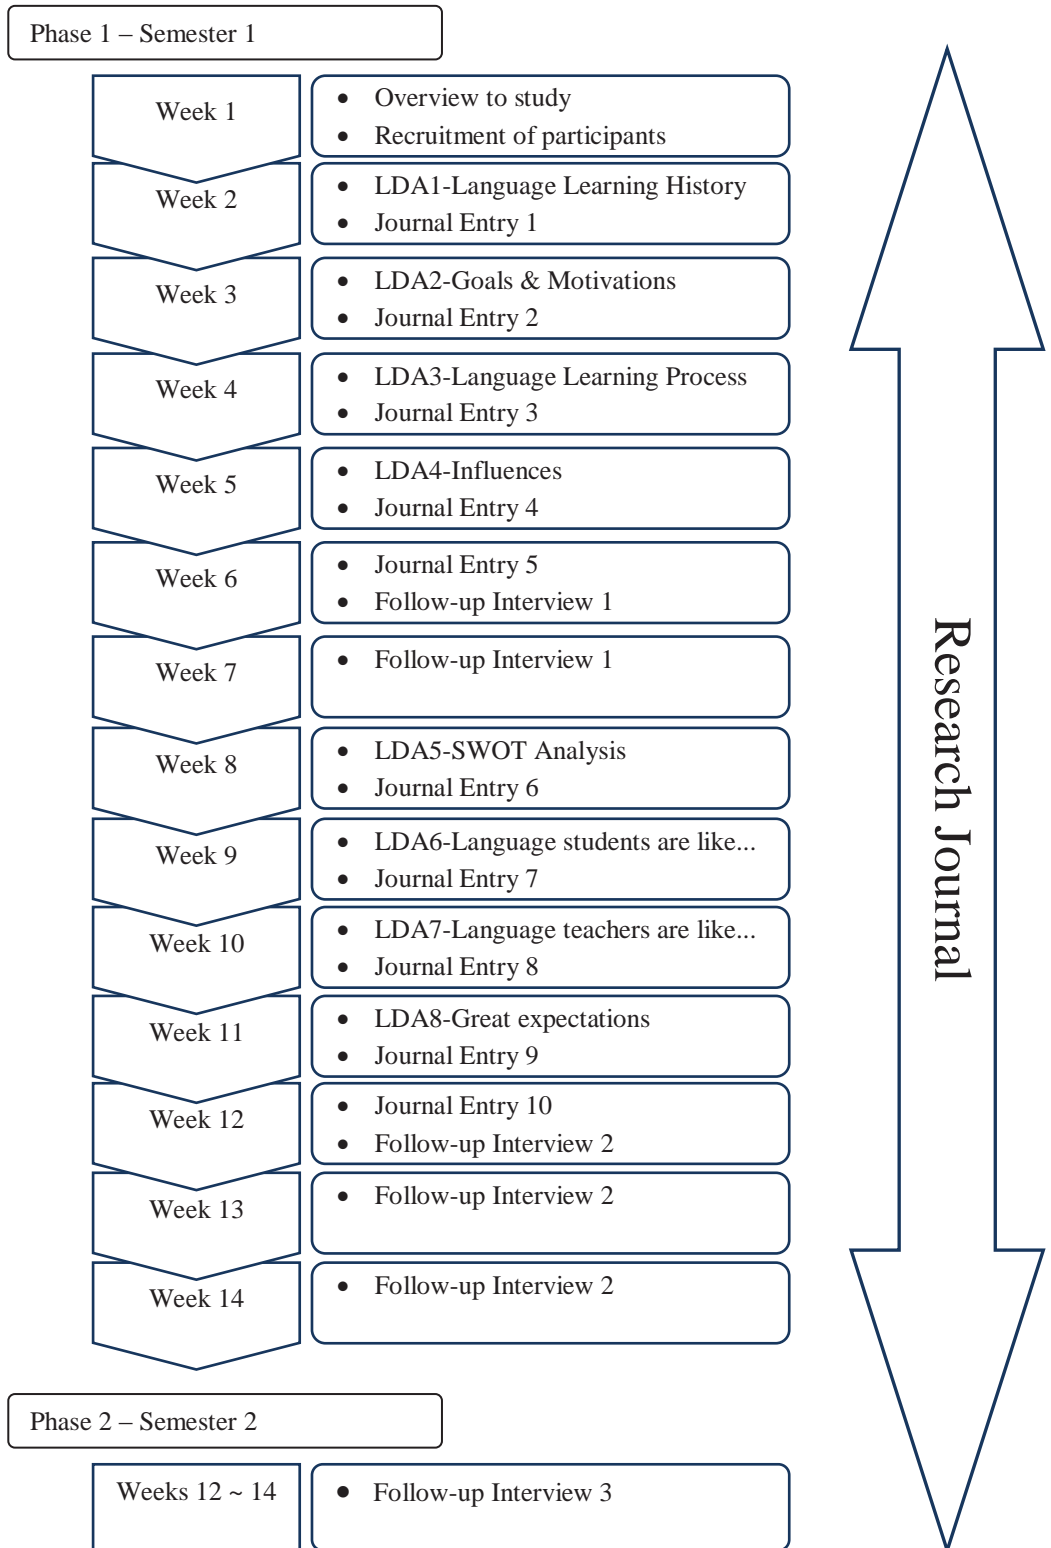 Phase 1 – Semester 1
Week 1
• Overview to study
• Recruitment of participants
Week 2
• LDA1-Language Learning History
• Journal Entry 1
Week 3
• LDA2-Goals & Motivations
• Journal Entry 2
Week 4
• LDA3-Language Learning Process
• Journal Entry 3
Week 5
• LDA4-Influences
• Journal Entry 4
Week 6
• Journal Entry 5
• Follow-up Interview 1
Week 7
• Follow-up Interview 1
Week 8
• LDA5-SWOT Analysis
• Journal Entry 6
Week 9
• LDA6-Language students are like...
• Journal Entry 7
Week 10
• LDA7-Language teachers are like...
• Journal Entry 8
Week 11
• LDA8-Great expectations
• Journal Entry 9
Week 12
• Journal Entry 10
• Follow-up Interview 2
Week 13
• Follow-up Interview 2
Week 14
• Follow-up Interview 2
Phase 2 – Semester 2
Weeks 12 ~ 14
• Follow-up Interview 3
Research Journal